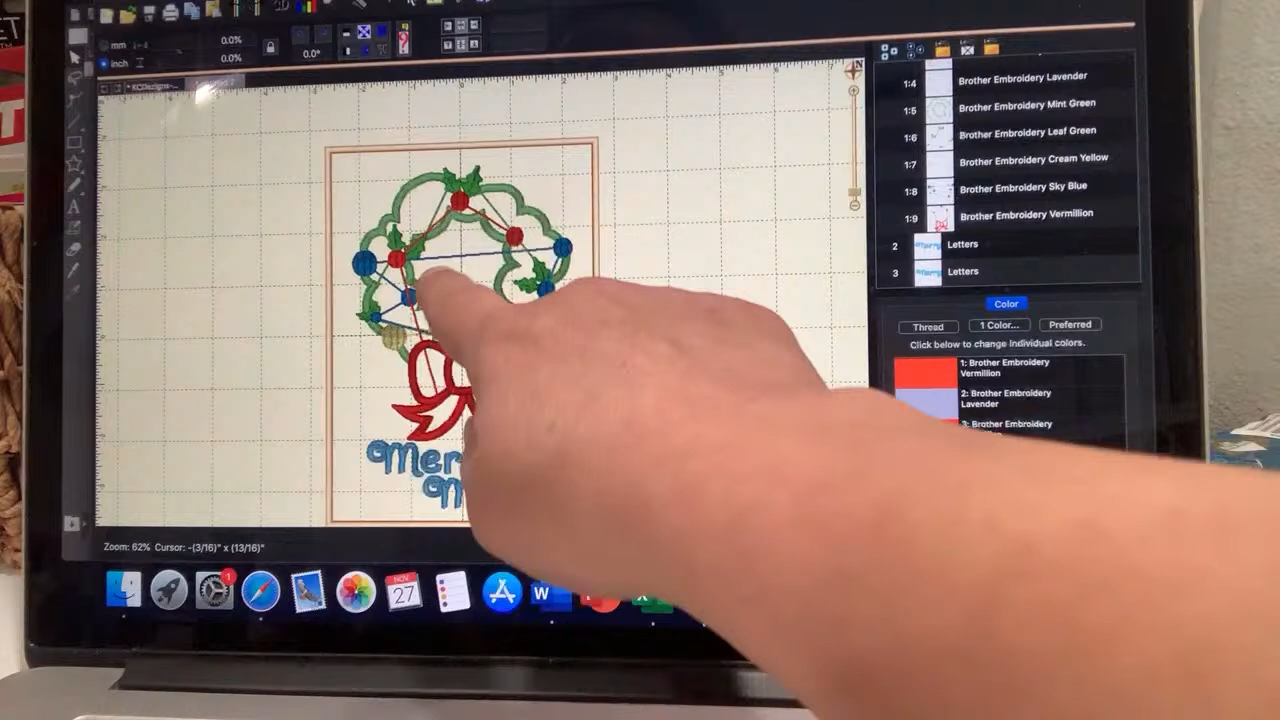 mm
0.0%
0.0%
0.0°
inch
N
1:4 Brother Embroidery Lavender
1:5 Brother Embroidery Mint Green
1:6 Brother Embroidery Leaf Green
1:7 Brother Embroidery Cream Yellow
1:8 Brother Embroidery Sky Blue
1:9 Brother Embroidery Vermillion
2 Letters
3 Letters
Color
Thread 1 Color... Preferred
Click below to change individual colors.
1: Brother Embroidery
Vermillion
2: Brother Embroidery
Lavender
3: Brother Embroidery
Mer
M
Zoom: 62% Cursor: -(3/16)" x (13/16)"
1
NOV
27
W